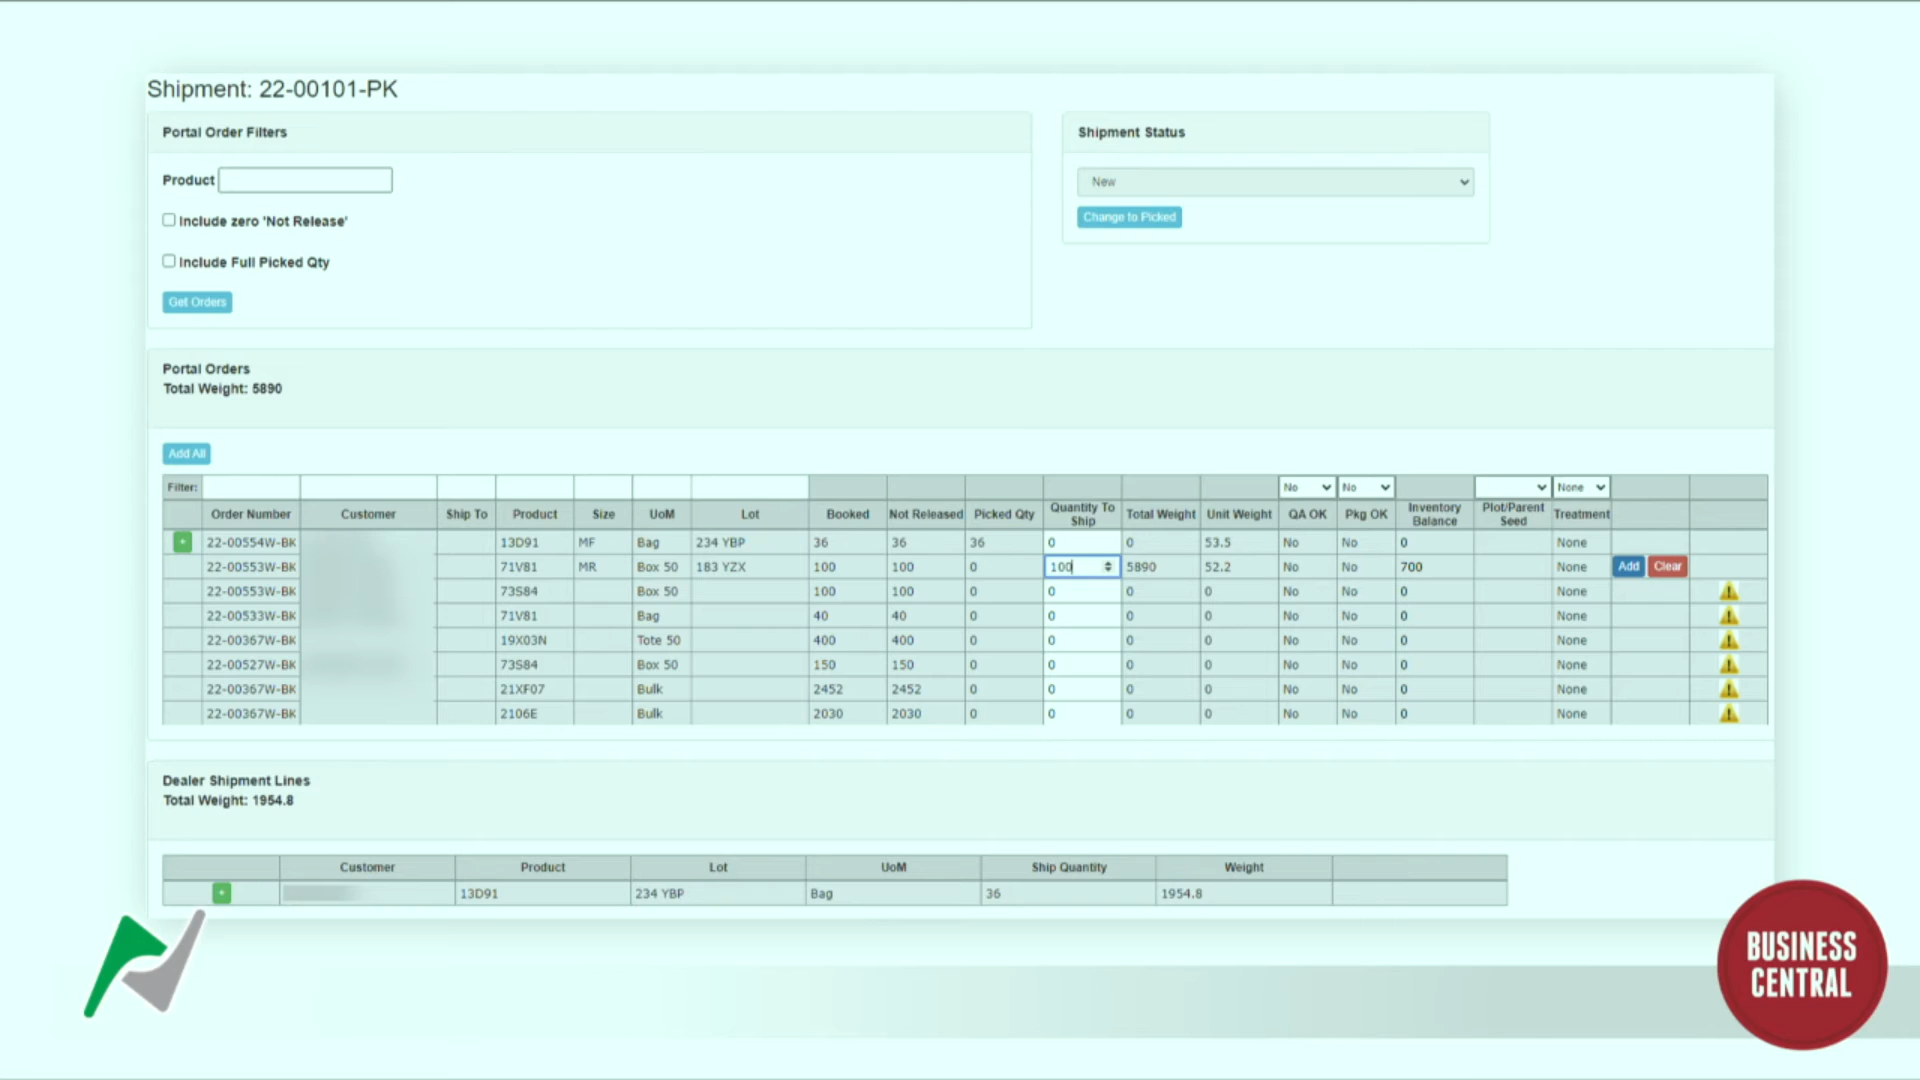 Shipment: 22-00101-PK
Portal Order Filters
Shipment Status
Product
New
Include zero 'Not Release'
Change to Picked
Include Full Picked Qty
Get Orders
Portal Orders
Total Weight: 5890
Add All
Filter: No No None
Order Number Customer Ship To Product Size UoM Lot Booked Not Released Picked Qty Quantity To Ship Total Weight Unit Weight QA OK Pkg OK Inventory Balance Plot/Parent Seed Treatment
+ 22-00554W-BK 13D91 MF Bag 234 YBP 36 36 36 0 0 53.5 No No 0 None
22-00553W-BK 71V81 MR Box 50 183 YZX 100 100 0 100 5890 52.2 No No 700 None Add Clear
22-00553W-BK 73S84 Box 50 100 100 0 0 0 0 No No 0 None
22-00533W-BK 71V81 Bag 40 40 0 0 0 0 No No 0 None
22-00367W-BK 19X03N Tote 50 400 400 0 0 0 0 No No 0 None
22-00527W-BK 73S84 Box 50 150 150 0 0 0 0 No No 0 None
22-00367W-BK 21XF07 Bulk 2452 2452 0 0 0 0 No No 0 None
22-00367W-BK 2106E Bulk 2030 2030 0 0 0 0 No No 0 None
Dealer Shipment Lines
Total Weight: 1954.8
Customer Product Lot UoM Ship Quantity Weight
+ 13D91 234 YBP Bag 36 1954.8
BUSINESS
CENTRAL